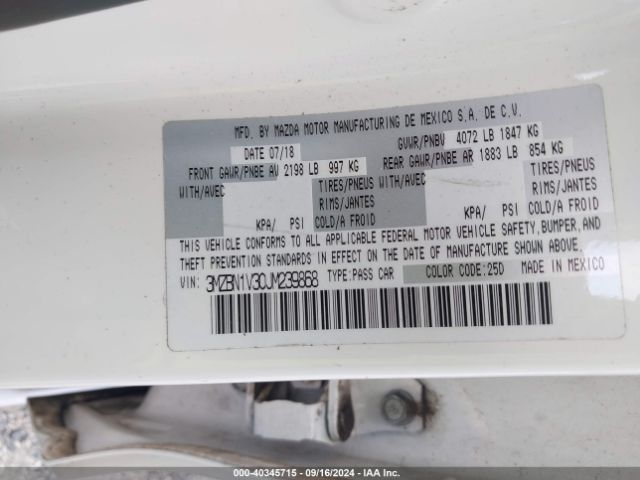 MFD. BY MAZDA MOTOR MANUFACTURING DE MEXICO S.A. DE C.V.
DATE 07/18 GVWR/PNBV 4072 LB 1847 KG
FRONT GAWR/PNBE AV 2198 LB 997 KG REAR GAWR/PNBE AR 1883 LB 854 KG
WITH/AVEC TIRES/PNEUS WITH/AVEC TIRES/PNEUS
RIMS/JANTES RIMS/JANTES
KPA/ PSI COLD/A FROID KPA/ PSI COLD/A FROID
THIS VEHICLE CONFORMS TO ALL APPLICABLE FEDERAL MOTOR VEHICLE SAFETY, BUMPER, AND
THEFT PREVENTION STANDARDS IN EFFECT ON THE DATE OF MANUFACTURE SHOWN ABOVE.
VIN: 3MZBN1V30JM239868 TYPE:PASS CAR COLOR CODE:25D MADE IN MEXICO
000-40345715 - 09/16/2024 - IAA Inc.